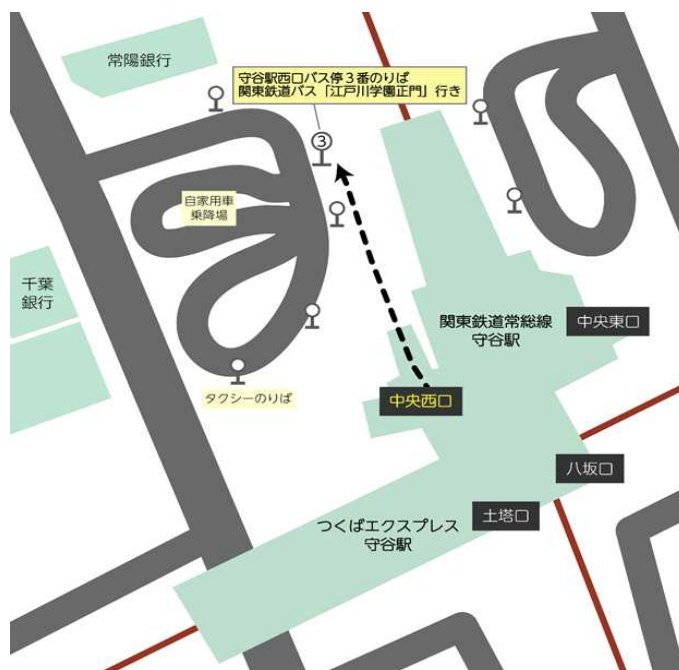 常陽銀行
守谷駅西口バス停3番のりば
関東鉄道バス「江戸川学園正門」行き
③
自家用車
乗降場
千葉
銀行
関東鉄道常総線
守谷駅
中央東口
タクシーのりば
中央西口
八坂口
土塔口
つくばエクスプレス
守谷駅